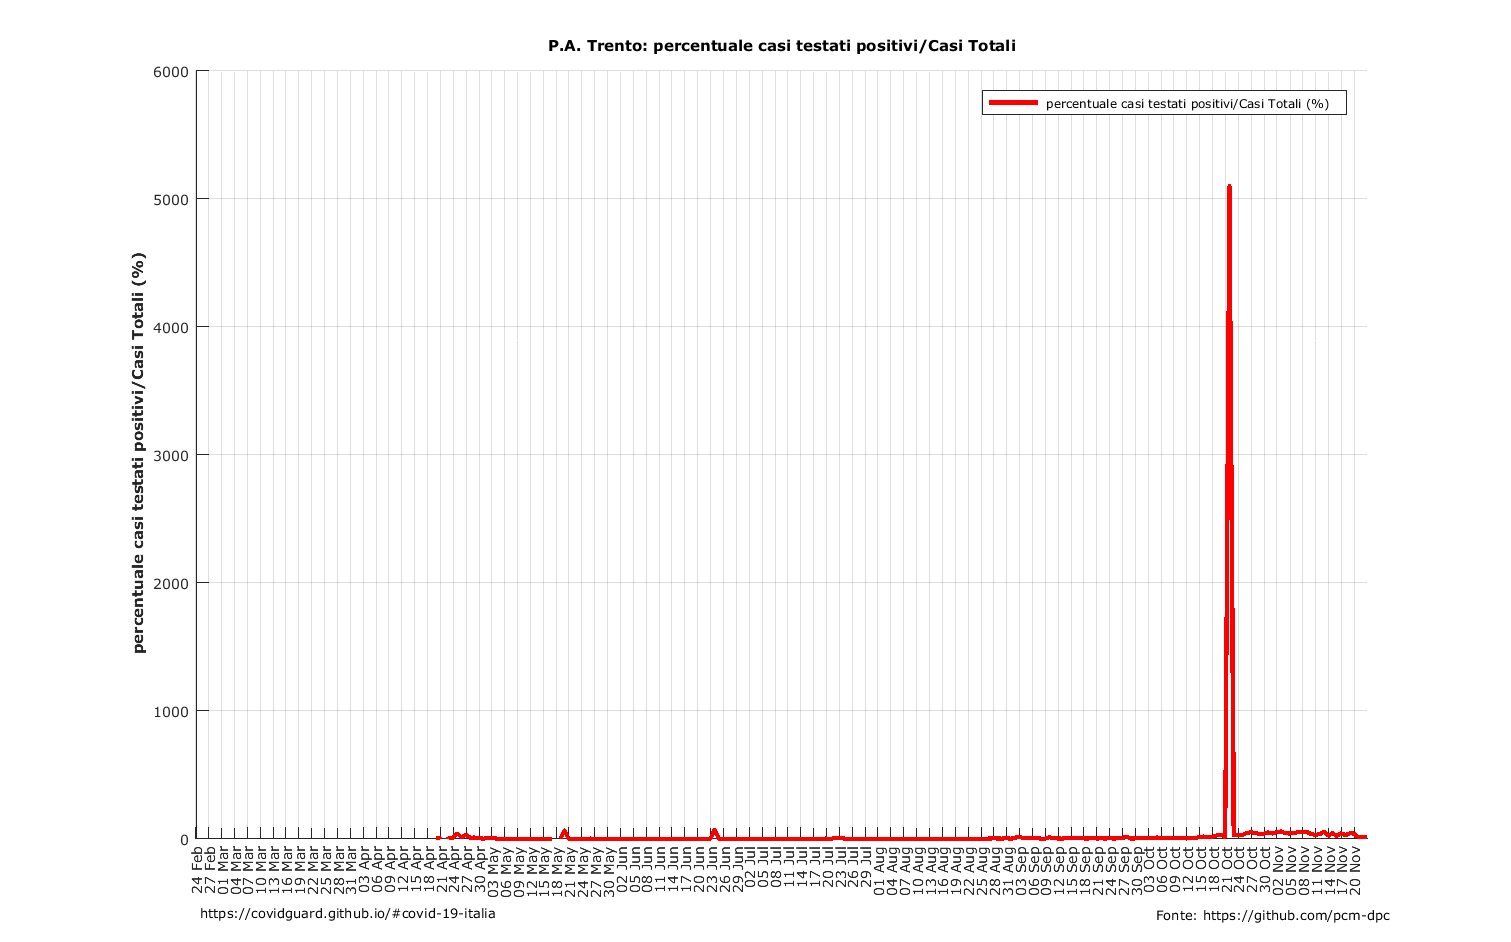 P.A. Trento: percentuale casi testati positivi/Casi Totali
percentuale casi testati positivi/Casi Totali (%)
percentuale casi testati positivi/Casi Totali (%)
6000
5000
4000
3000
2000
1000
0
24 Feb
27 Feb
01 Mar
04 Mar
07 Mar
10 Mar
13 Mar
16 Mar
19 Mar
22 Mar
25 Mar
28 Mar
31 Mar
03 Apr
06 Apr
09 Apr
12 Apr
15 Apr
18 Apr
21 Apr
24 Apr
27 Apr
30 Apr
03 May
06 May
09 May
12 May
15 May
18 May
21 May
24 May
27 May
30 May
02 Jun
05 Jun
08 Jun
11 Jun
14 Jun
17 Jun
20 Jun
23 Jun
26 Jun
29 Jun
02 Jul
05 Jul
08 Jul
11 Jul
14 Jul
17 Jul
20 Jul
23 Jul
26 Jul
29 Jul
01 Aug
04 Aug
07 Aug
10 Aug
13 Aug
16 Aug
19 Aug
22 Aug
25 Aug
28 Aug
31 Aug
03 Sep
06 Sep
09 Sep
12 Sep
15 Sep
18 Sep
21 Sep
24 Sep
27 Sep
30 Sep
03 Oct
06 Oct
09 Oct
12 Oct
15 Oct
18 Oct
21 Oct
24 Oct
27 Oct
30 Oct
02 Nov
05 Nov
08 Nov
11 Nov
14 Nov
17 Nov
20 Nov
https://covidguard.github.io/#covid-19-italia
Fonte: https://github.com/pcm-dpc